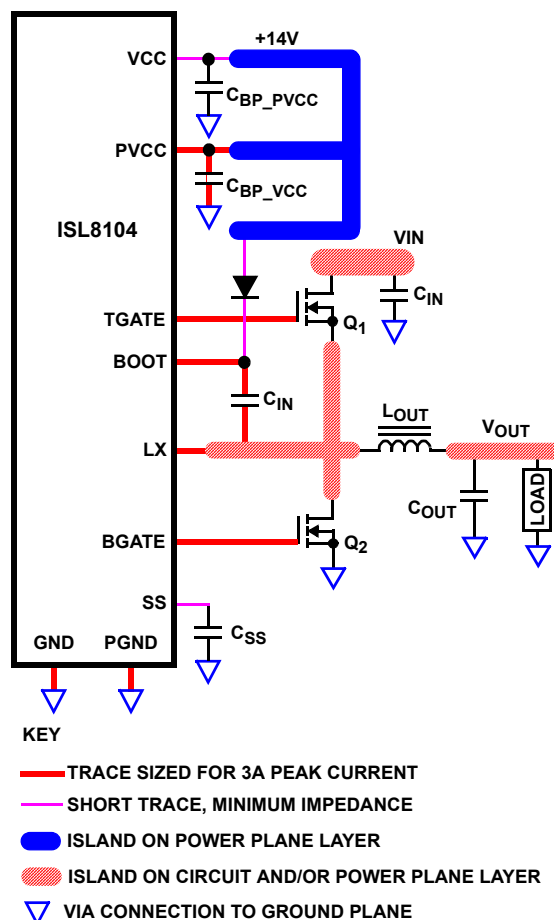 +14V
VCC
CBP_PVCC
PVCC
CBP_VCC
ISL8104
VIN
CIN
TGATE
Q1
BOOT
CIN
LOUT
VOUT
LX
COUT
LOAD
BGATE
Q2
SS
CSS
GND PGND
KEY
TRACE SIZED FOR 3A PEAK CURRENT
SHORT TRACE, MINIMUM IMPEDANCE
ISLAND ON POWER PLANE LAYER
ISLAND ON CIRCUIT AND/OR POWER PLANE LAYER
VIA CONNECTION TO GROUND PLANE